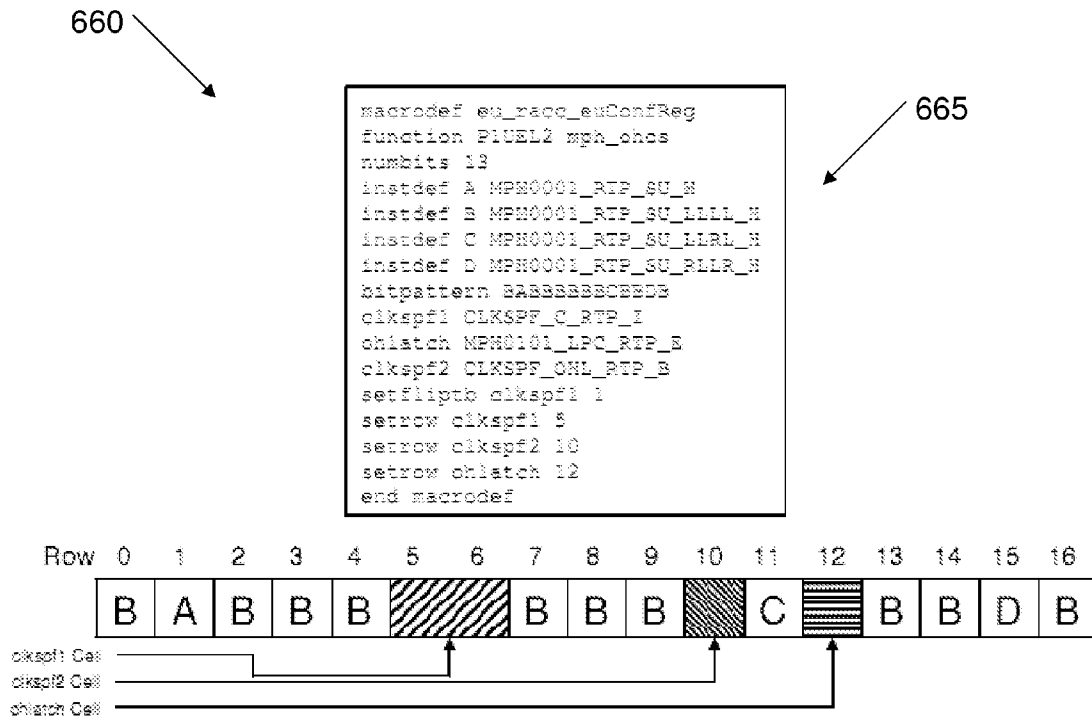 660
665
macrodef eu_racc_euConfReg
function P1UEL2 mph_ohcs
numbits 13
instdef A MPH0001_RTP_SU_H
instdef B MPH0001_RTP_SU_LLLL_H
instdef C MPH0001_RTP_SU_LLRL_H
instdef D MPH0001_RTP_SU_RLLR_H
bitpattern BABBBBBBCBBDB
clkspf1 CLKSPF_C_RTP_I
ohlatch MPH0101_LPC_RTP_E
clkspf2 CLKSPF_OHL_RTP_B
setfliptb clkspf1 1
setrow clkspf1 5
setrow clkspf2 10
setrow ohlatch 12
end macrodef
Row 0 1 2 3 4 5 6 7 8 9 10 11 12 13 14 15 16
B A B B B B B B C B B D B
clkspf1 Cell
clkspf2 Cell
ohlatch Cell